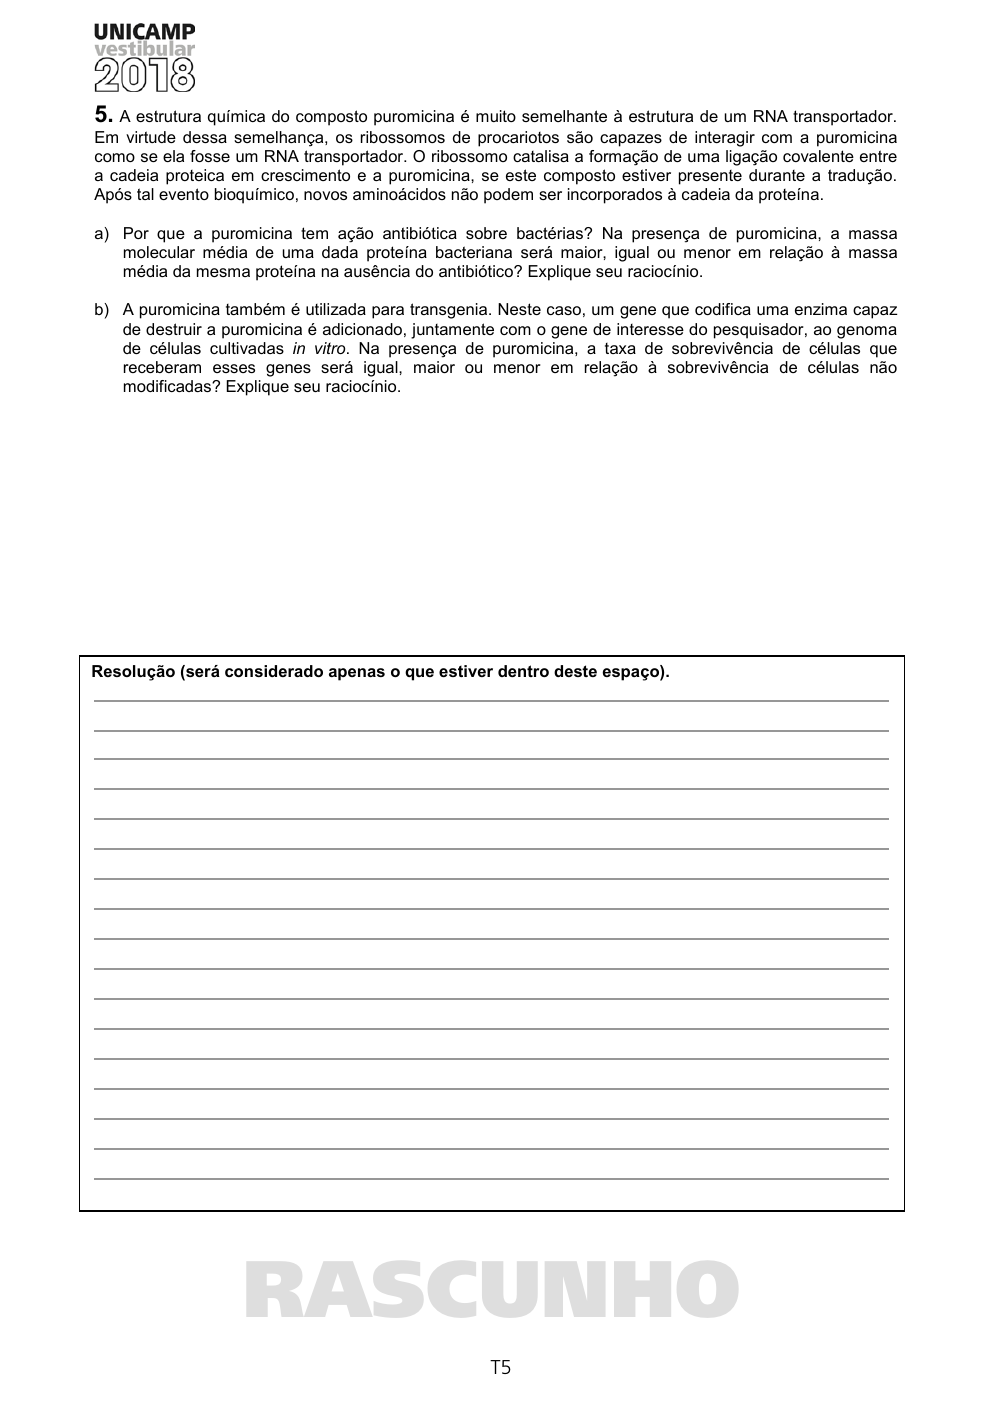 UNICAMP
vestibular
2018
5. A estrutura química do composto puromicina é muito semelhante à estrutura de um RNA transportador.
Em virtude dessa semelhança, os ribossomos de procariotos são capazes de interagir com a puromicina
como se ela fosse um RNA transportador. O ribossomo catalisa a formação de uma ligação covalente entre
a cadeia proteica em crescimento e a puromicina, se este composto estiver presente durante a tradução.
Após tal evento bioquímico, novos aminoácidos não podem ser incorporados à cadeia da proteína.
a) Por que a puromicina tem ação antibiótica sobre bactérias? Na presença de puromicina, a massa
molecular média de uma dada proteína bacteriana será maior, igual ou menor em relação à massa
média da mesma proteína na ausência do antibiótico? Explique seu raciocínio.
b) A puromicina também é utilizada para transgenia. Neste caso, um gene que codifica uma enzima capaz
de destruir a puromicina é adicionado, juntamente com o gene de interesse do pesquisador, ao genoma
de células cultivadas in vitro. Na presença de puromicina, a taxa de sobrevivência de células que
receberam esses genes será igual, maior ou menor em relação à sobrevivência de células não
modificadas? Explique seu raciocínio.
Resolução (será considerado apenas o que estiver dentro deste espaço).
RASCUNHO
T5